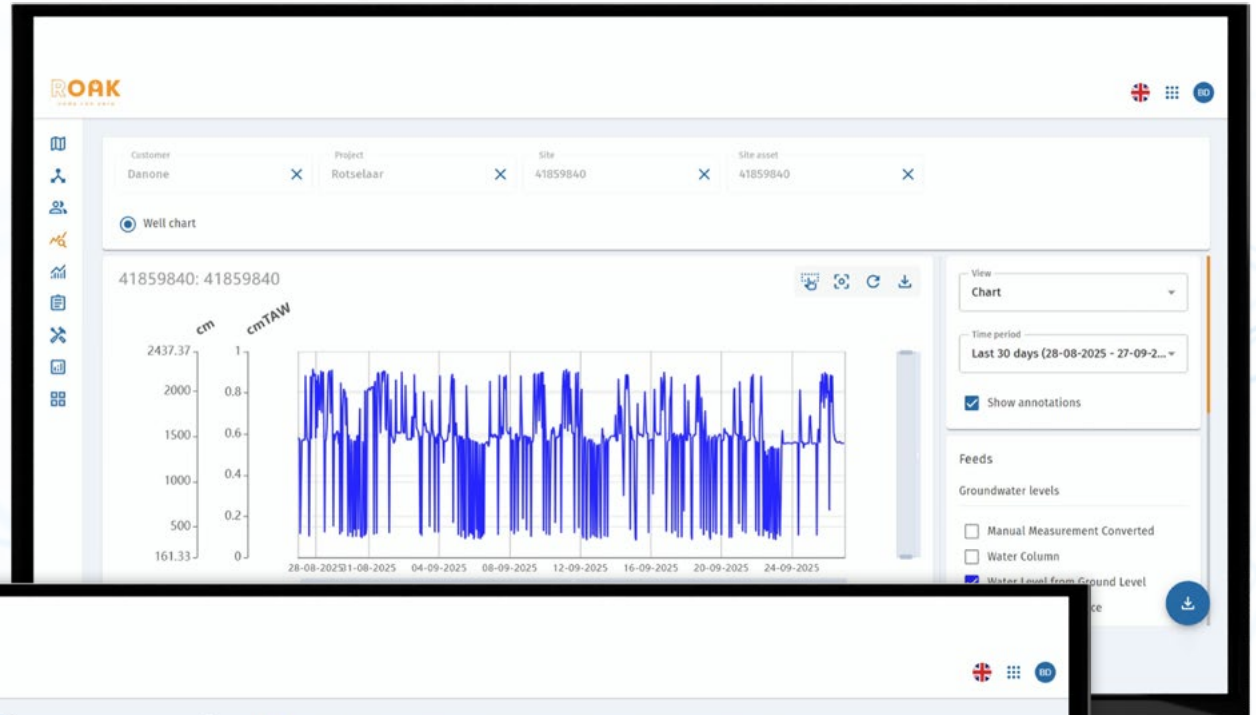 ROAK
BD
Customer
Danone
Project
Rotselaar
Site
41859840
Site asset
41859840
Well chart
41859840: 41859840
cm
cmTAW
2437.37
2000
1500
1000
500
161.33
1
0.8
0.6
0.4
0.2
0
28-08-2025
31-08-2025
04-09-2025
08-09-2025
12-09-2025
16-09-2025
20-09-2025
24-09-2025
View
Chart
Time period
Last 30 days (28-08-2025 - 27-09-2...
Show annotations
Feeds
Groundwater levels
Manual Measurement Converted
Water Column
Water Level from Ground Level
ce
BD